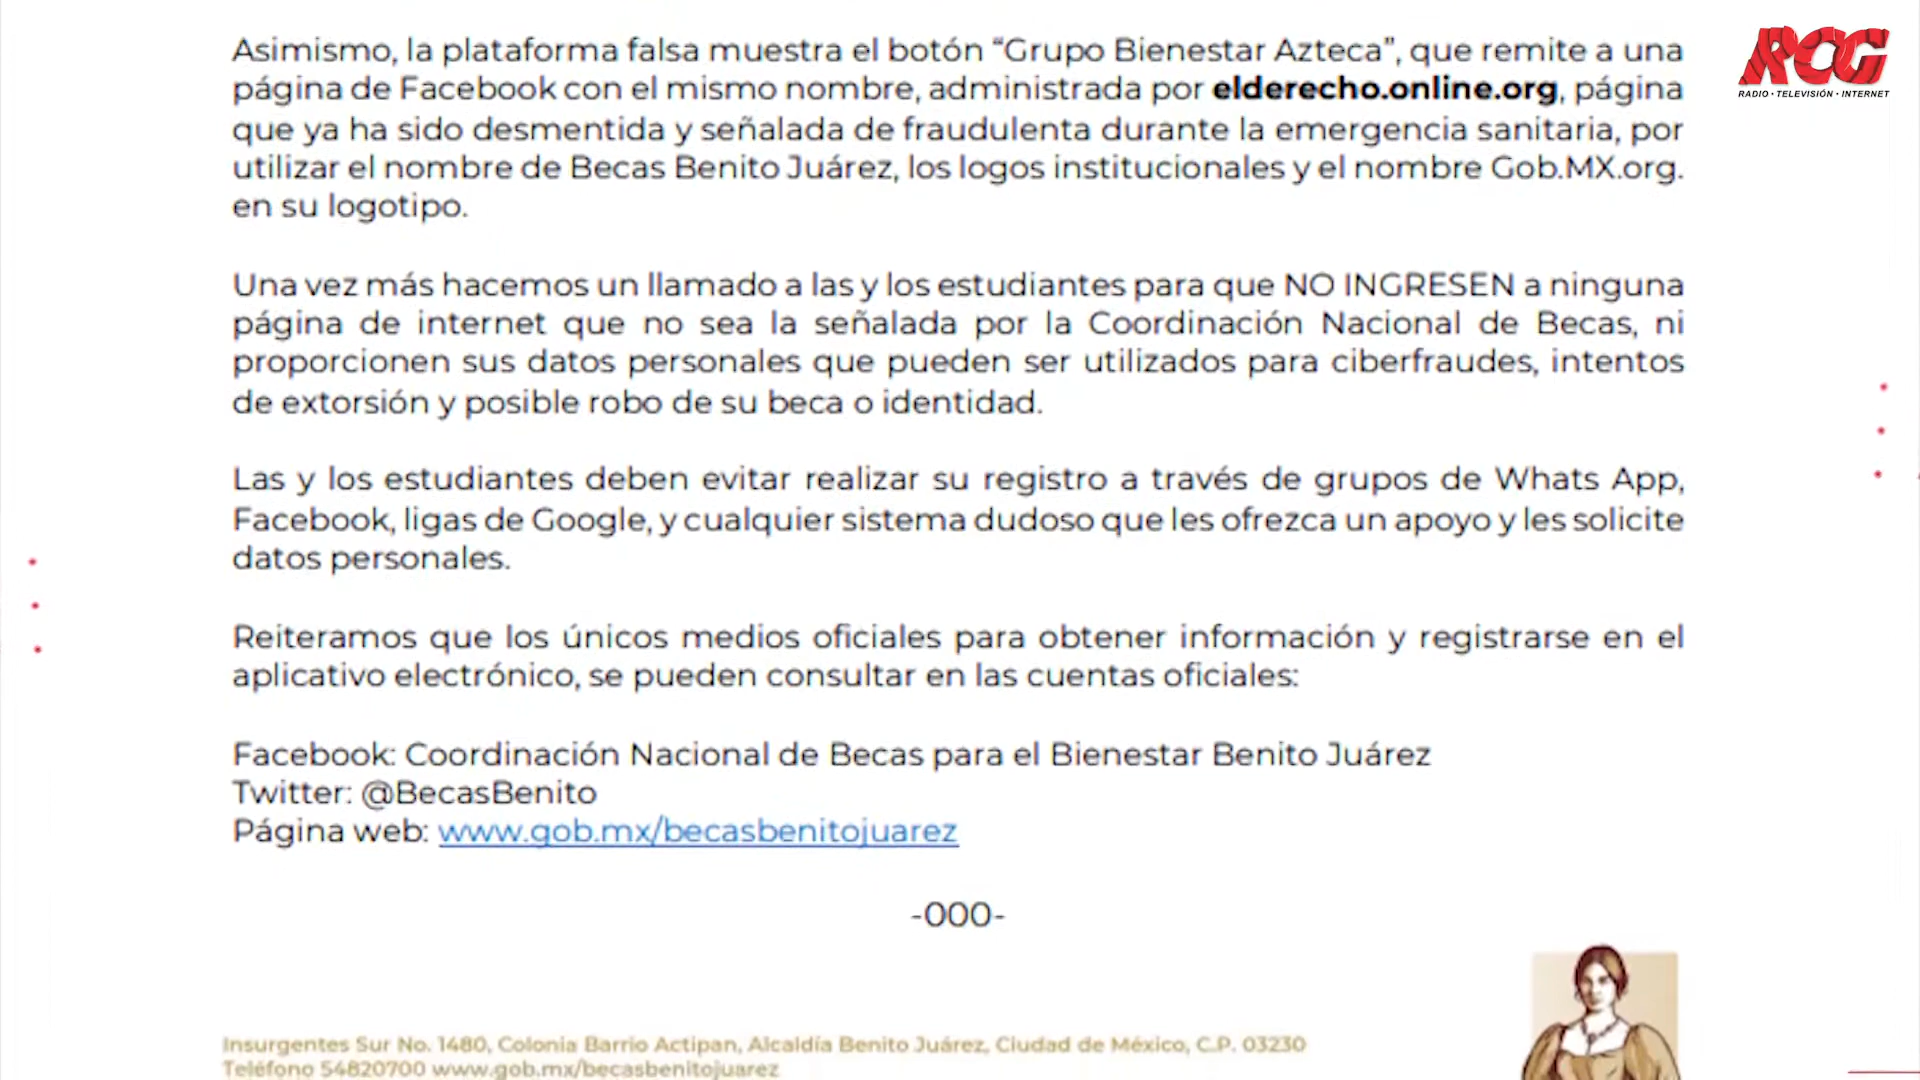 Asimismo, la plataforma falsa muestra el botón “Grupo Bienestar Azteca”, que remite a una
página de Facebook con el mismo nombre, administrada por elderecho.online.org, página
que ya ha sido desmentida y señalada de fraudulenta durante la emergencia sanitaria, por
utilizar el nombre de Becas Benito Juárez, los logos institucionales y el nombre Gob.MX.org.
en su logotipo.
Una vez más hacemos un llamado a las y los estudiantes para que NO INGRESEN a ninguna
página de internet que no sea la señalada por la Coordinación Nacional de Becas, ni
proporcionen sus datos personales que pueden ser utilizados para ciberfraudes, intentos
de extorsión y posible robo de su beca o identidad.
Las y los estudiantes deben evitar realizar su registro a través de grupos de Whats App,
Facebook, ligas de Google, y cualquier sistema dudoso que les ofrezca un apoyo y les solicite
datos personales.
Reiteramos que los únicos medios oficiales para obtener información y registrarse en el
aplicativo electrónico, se pueden consultar en las cuentas oficiales:
Facebook: Coordinación Nacional de Becas para el Bienestar Benito Juárez
Twitter: @BecasBenito
Página web: www.gob.mx/becasbenitojuarez
-000-
Insurgentes Sur No. 1480, Colonia Barrio Actipan, Alcaldía Benito Juárez, Ciudad de México, C.P. 03230
Teléfono 54820700 www.gob.mx/becasbenitojuarez
RCG
RADIO • TELEVISIÓN • INTERNET